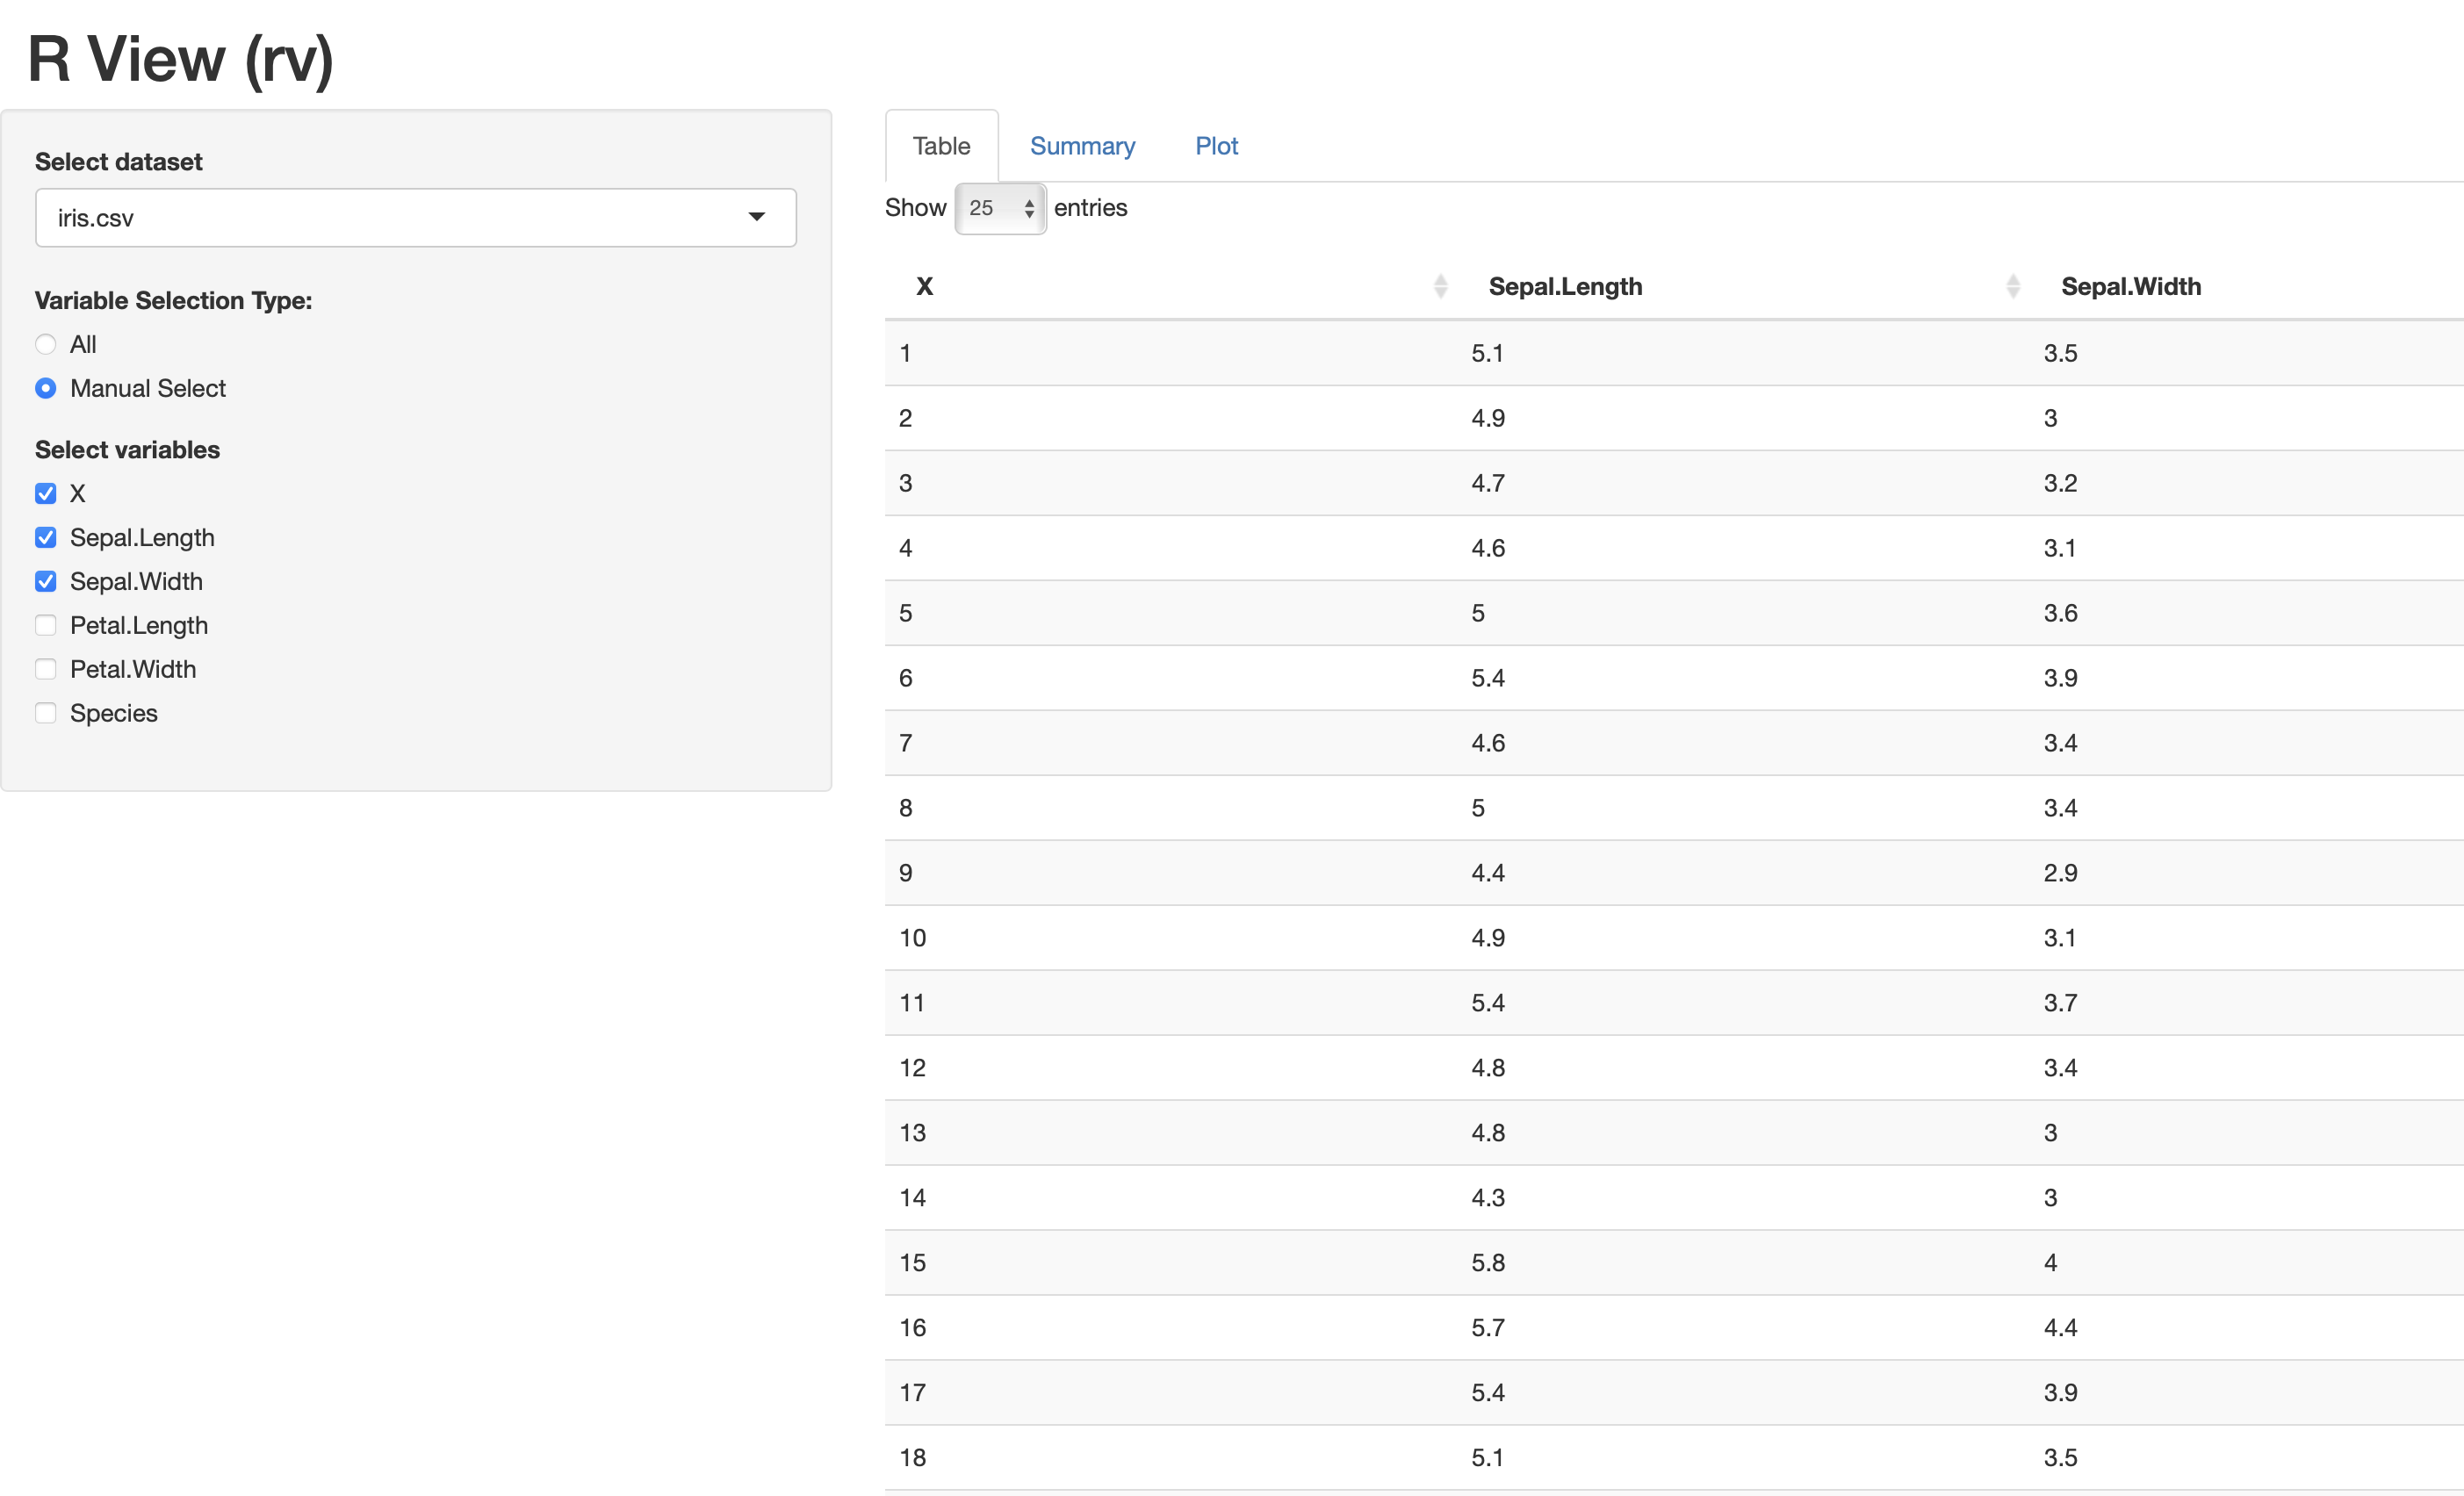 R View (rv)
Select dataset
iris.csv
Variable Selection Type:
All
Manual Select
Select variables
X
Sepal.Length
Sepal.Width
Petal.Length
Petal.Width
Species
Table Summary Plot
Show 25 entries
X Sepal.Length Sepal.Width
1 5.1 3.5
2 4.9 3
3 4.7 3.2
4 4.6 3.1
5 5 3.6
6 5.4 3.9
7 4.6 3.4
8 5 3.4
9 4.4 2.9
10 4.9 3.1
11 5.4 3.7
12 4.8 3.4
13 4.8 3
14 4.3 3
15 5.8 4
16 5.7 4.4
17 5.4 3.9
18 5.1 3.5